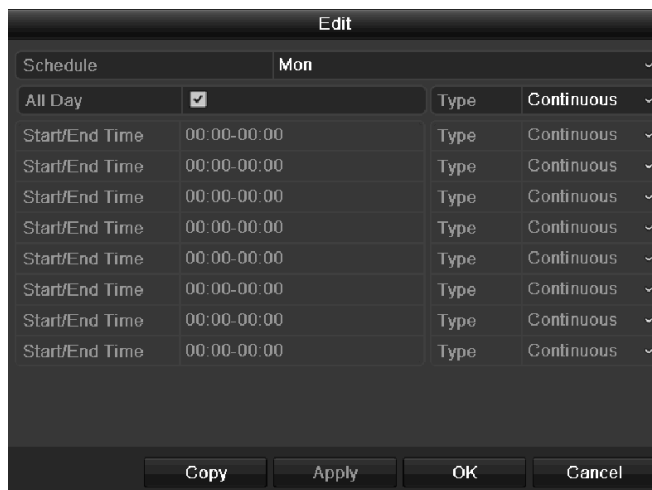 Edit
Schedule Mon
All Day Type Continuous
Start/End Time 00:00-00:00 Type Continuous
Start/End Time 00:00-00:00 Type Continuous
Start/End Time 00:00-00:00 Type Continuous
Start/End Time 00:00-00:00 Type Continuous
Start/End Time 00:00-00:00 Type Continuous
Start/End Time 00:00-00:00 Type Continuous
Start/End Time 00:00-00:00 Type Continuous
Start/End Time 00:00-00:00 Type Continuous
Copy Apply OK Cancel